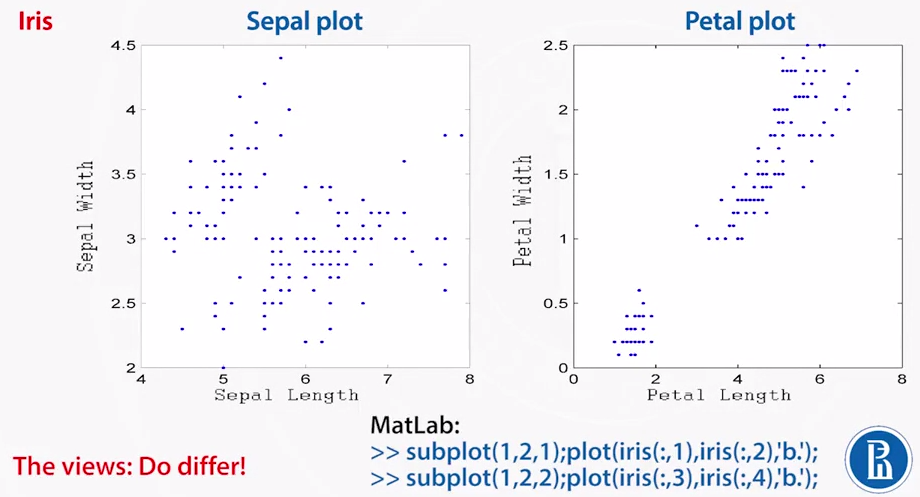 Iris
Sepal plot
Petal plot
4.5
4
3.5
3
2.5
2
Sepal Width
4
5
6
7
8
Sepal Length
2.5
2
1.5
1
0.5
0
Petal Width
0
2
4
6
8
Petal Length
MatLab:
>> subplot(1,2,1);plot(iris(:,1),iris(:,2),'b.');
>> subplot(1,2,2);plot(iris(:,3),iris(:,4),'b.');
The views: Do differ!